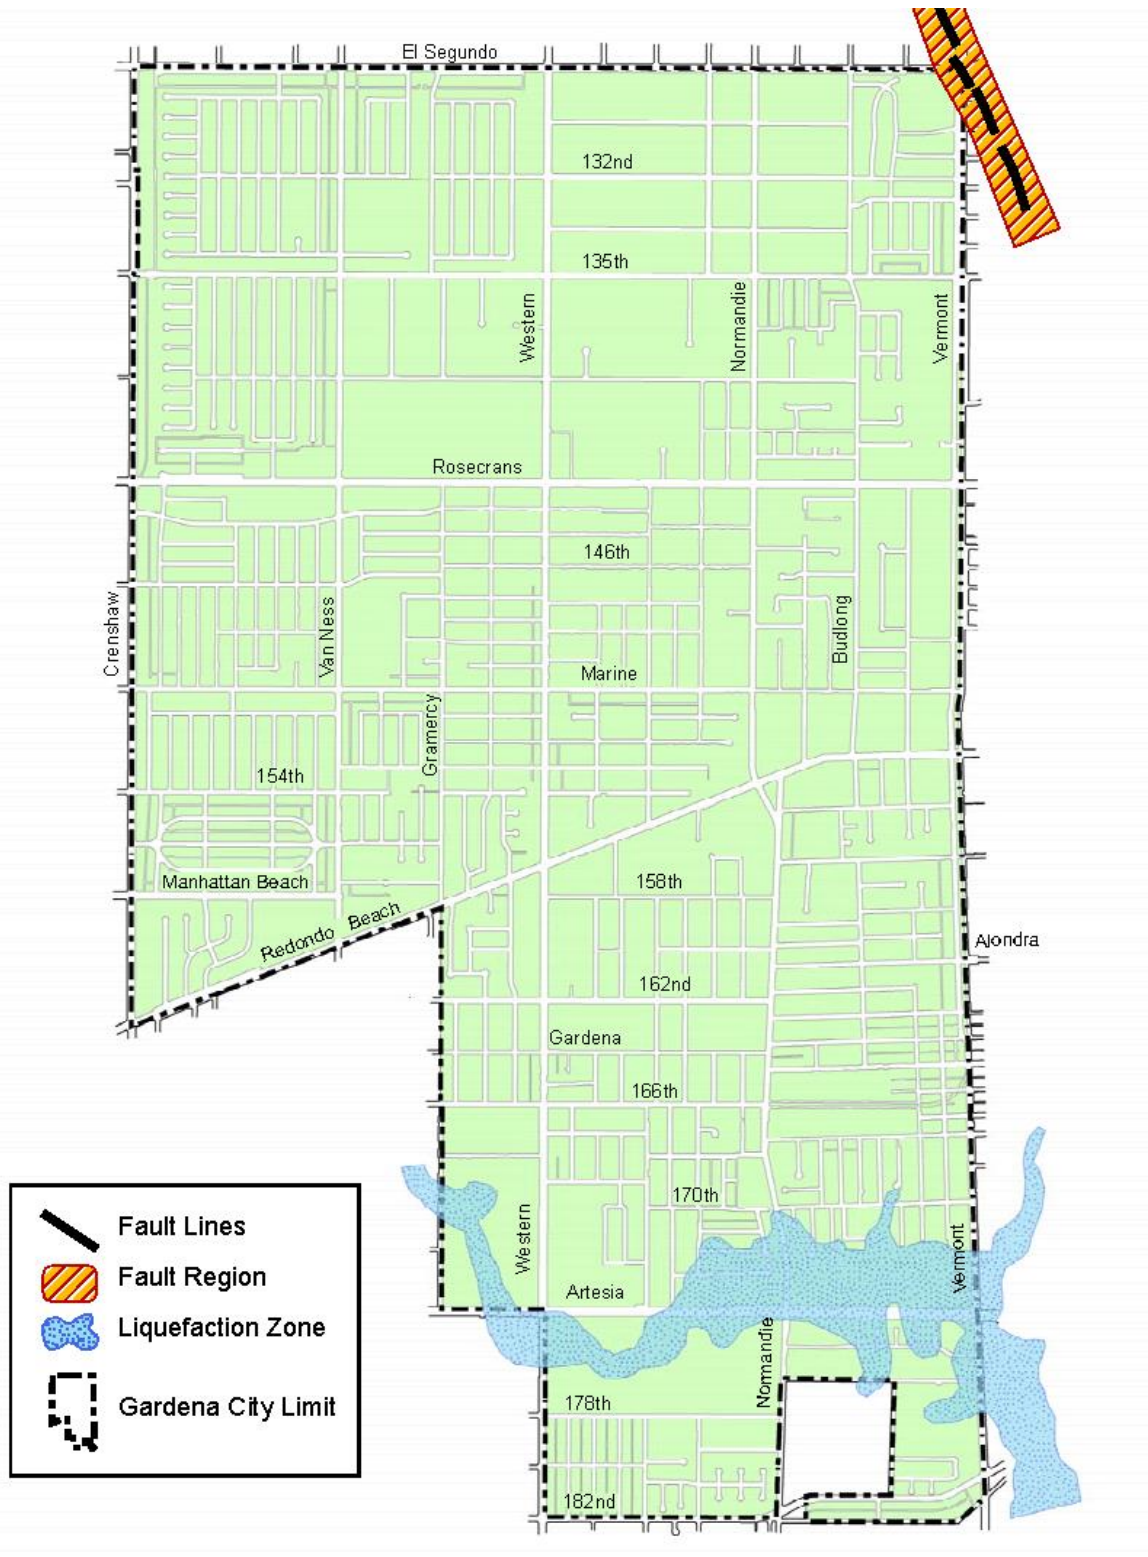 El Segundo
132nd
135th
Western
Normandie
Vermont
Rosecrans
146th
Crenshaw
Van Ness
Budlong
Marine
Gramercy
154th
Manhattan Beach
158th
Redondo Beach
Alondra
162nd
Gardena
166th
170th
Western
Vermont
Artesia
Normandie
178th
182nd
Fault Lines
Fault Region
Liquefaction Zone
Gardena City Limit